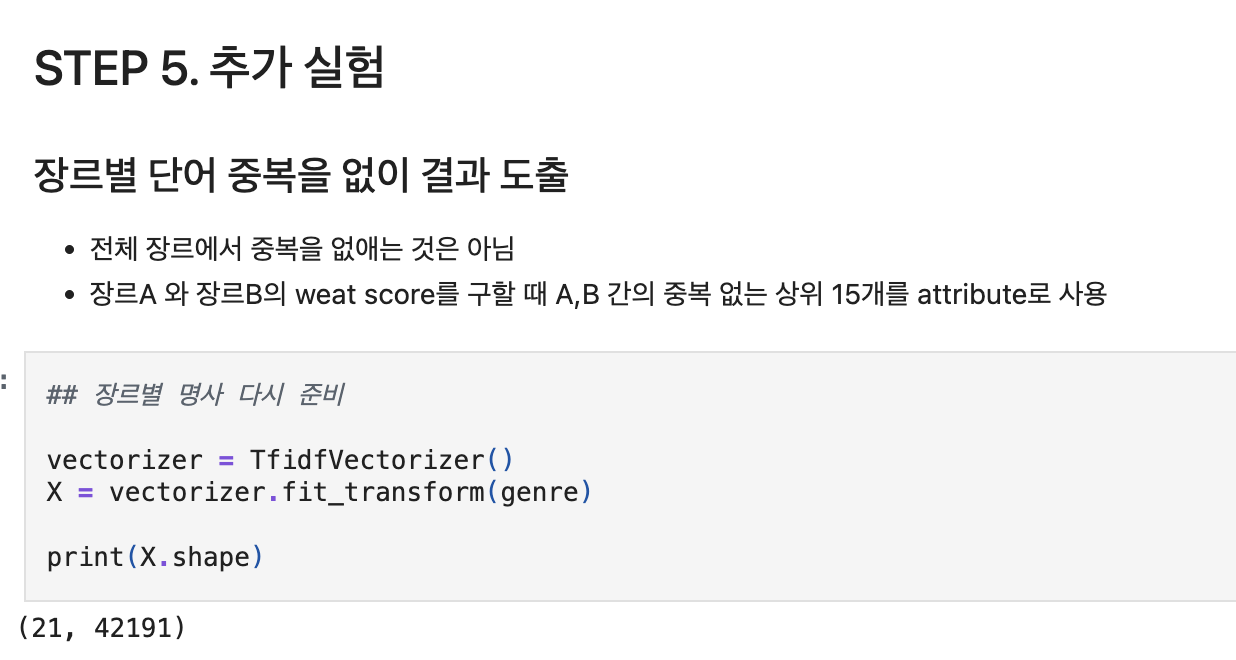 STEP 5. 추가 실험
장르별 단어 중복을 없이 결과 도출
• 전체 장르에서 중복을 없애는 것은 아님
• 장르A 와 장르B의 weat score를 구할 때 A,B 간의 중복 없는 상위 15개를 attribute로 사용
:
## 장르별 명사 다시 준비
vectorizer = TfidfVectorizer()
X = vectorizer.fit_transform(genre)
print(X.shape)
(21, 42191)